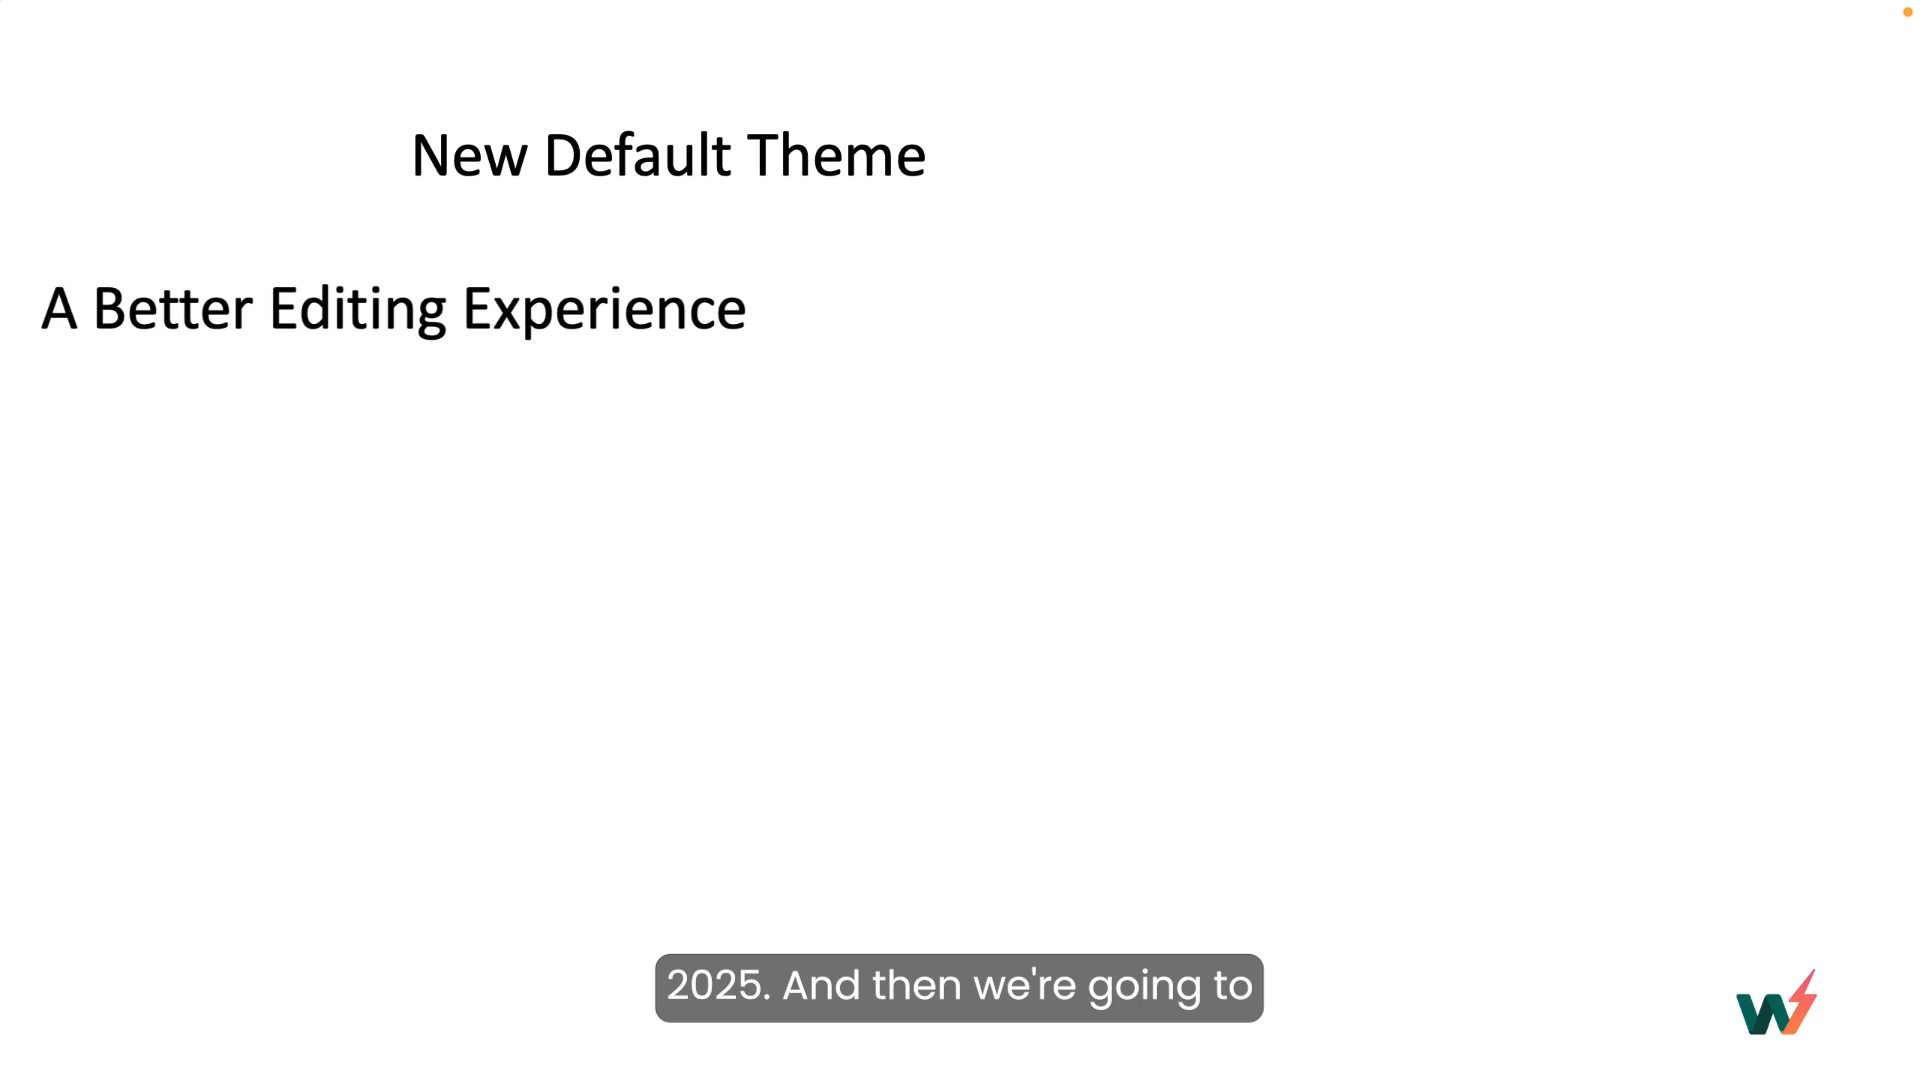 New Default Theme
A Better Editing Experience
2025. And then we're going to